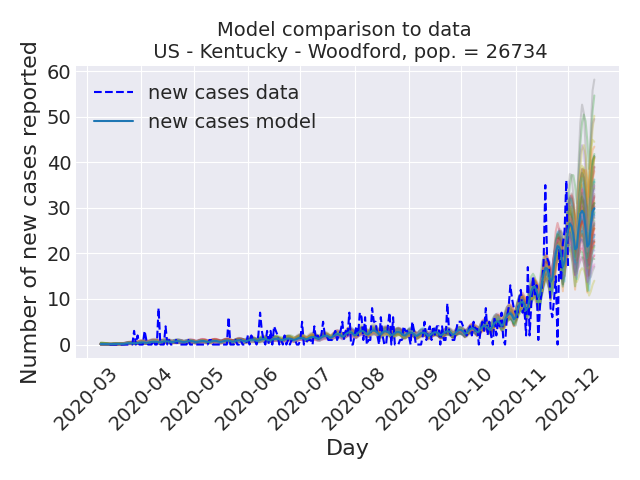 Model comparison to data
US - Kentucky - Woodford, pop. = 26734
Number of new cases reported
60
50
40
30
20
10
0
new cases data
new cases model
2020-03
2020-04
2020-05
2020-06
2020-07
2020-08
2020-09
2020-10
2020-11
2020-12
Day